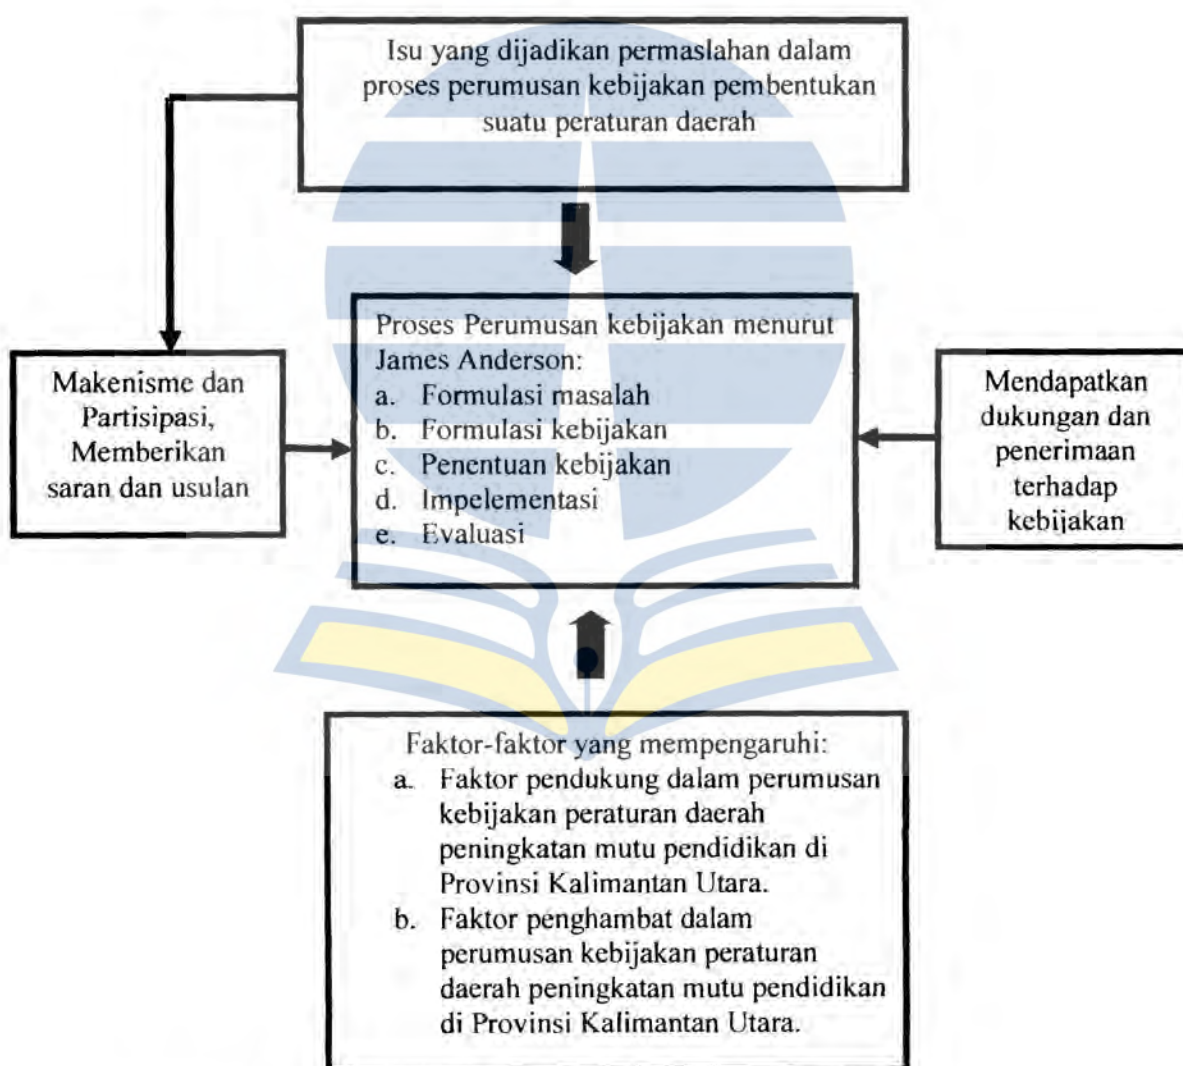 Isu yang dijadikan permaslahan dalam
proses perumusan kebijakan pembentukan
suatu peraturan daerah
Makenisme dan
Partisipasi,
Memberikan
saran dan usulan
Proses Perumusan kebijakan menurut
James Anderson:
a. Formulasi masalah
b. Formulasi kebijakan
c. Penentuan kebijakan
d. Impelementasi
e. Evaluasi
Mendapatkan
dukungan dan
penerimaan
terhadap
kebijakan
Faktor-faktor yang mempengaruhi:
a. Faktor pendukung dalam perumusan
kebijakan peraturan daerah
peningkatan mutu pendidikan di
Provinsi Kalimantan Utara.
b. Faktor penghambat dalam
perumusan kebijakan peraturan
daerah peningkatan mutu pendidikan
di Provinsi Kalimantan Utara.